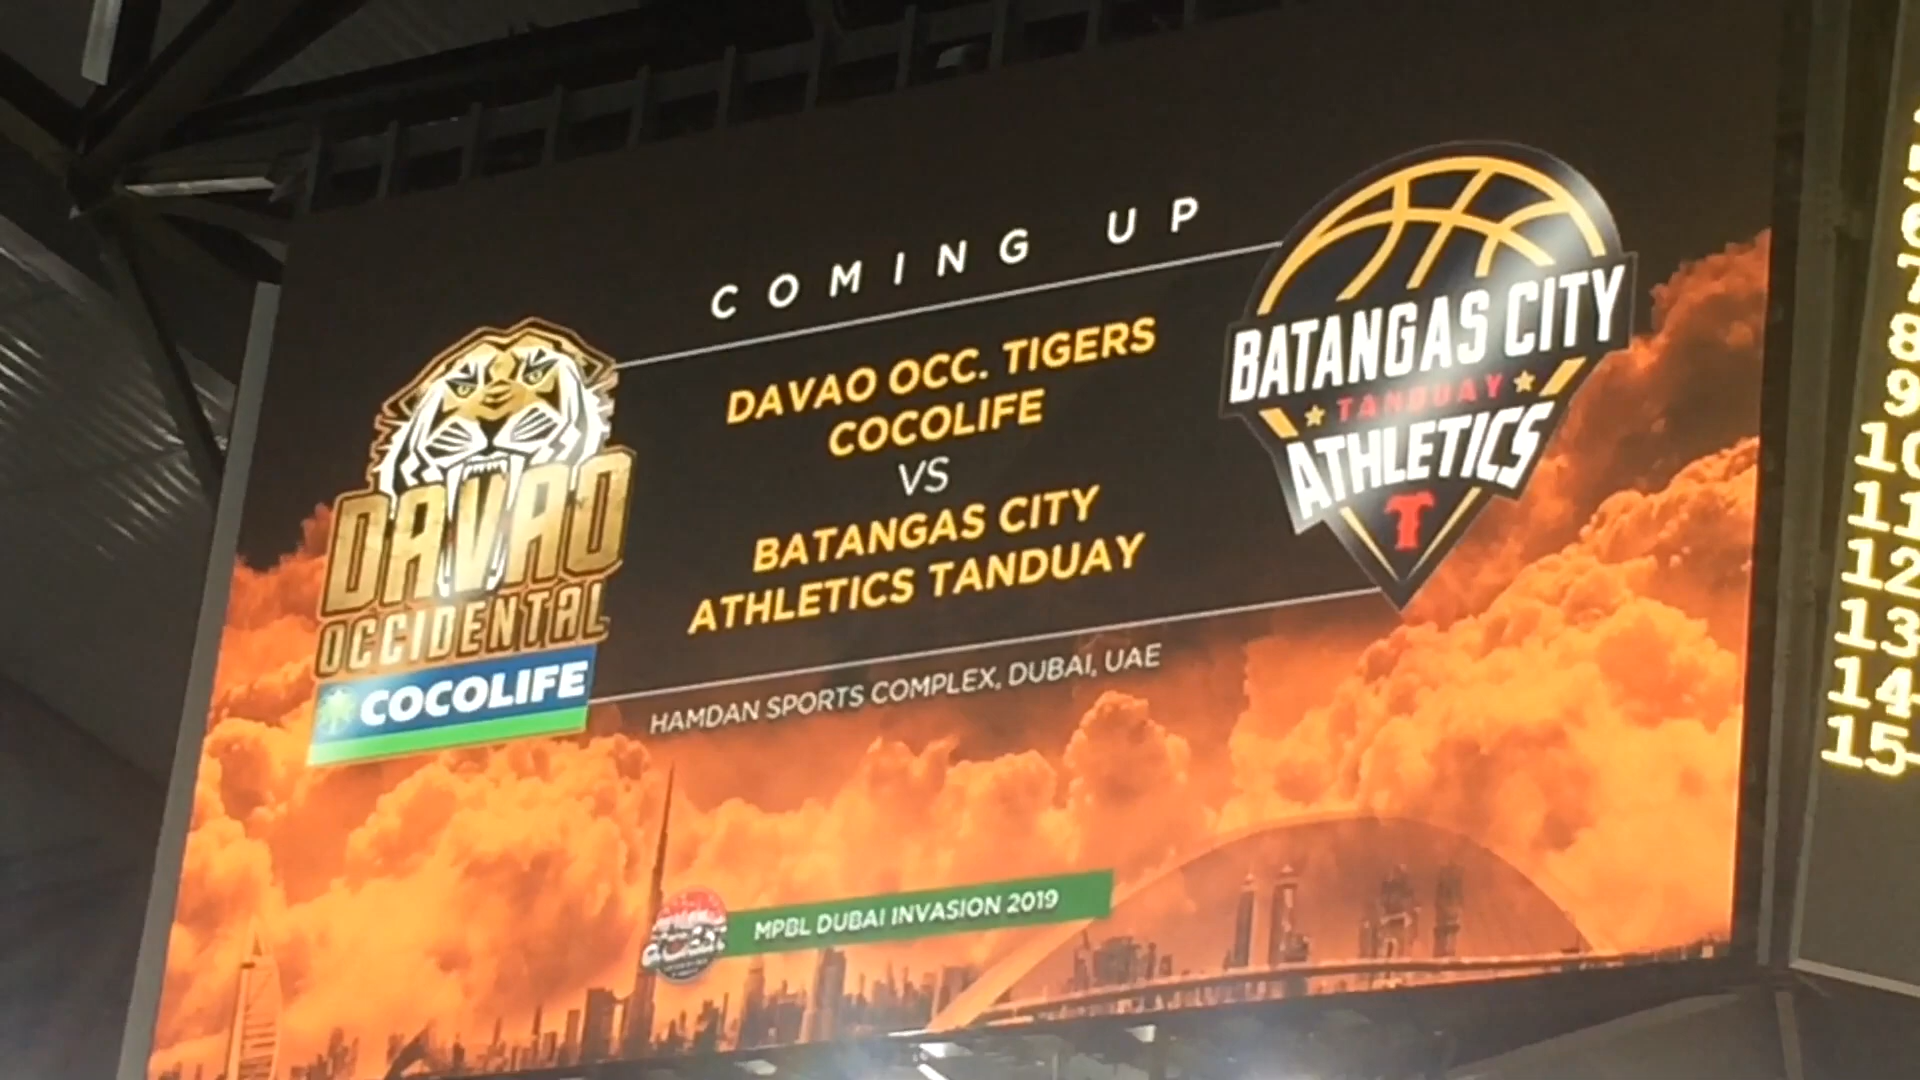 COMING UP
DAVAO OCC. TIGERS
COCOLIFE
VS
BATANGAS CITY
ATHLETICS TANDUAY
HAMDAN SPORTS COMPLEX, DUBAI, UAE
DAVAO
OCCIDENTAL
COCOLIFE
BATANGAS CITY
TANDUAY
ATHLETICS
T
MPBL DUBAI INVASION 2019
8
9
10
11
12
13
14
15